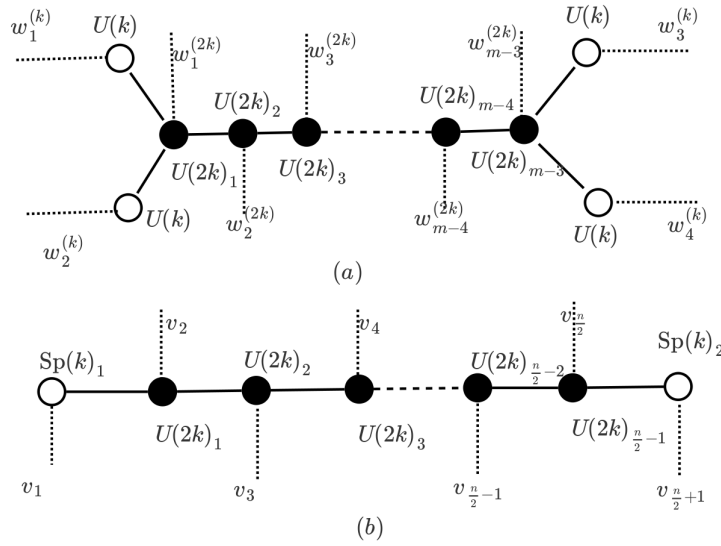 w_1^{(k)} U(k) w_1^{(2k)} w_3^{(2k)} w_{m-3}^{(2k)} U(k) w_3^{(k)}
U(2k)_2 U(2k)_{m-4}
U(2k)_1 U(2k)_3 U(2k)_{m-3}
w_2^{(k)} U(k) w_2^{(2k)} w_{m-4}^{(2k)} U(k) w_4^{(k)}
(a)
v_2 v_4 v_{\frac{n}{2}}
Sp(k)_1 U(2k)_2 U(2k)_{\frac{n}{2}-2} Sp(k)_2
U(2k)_1 U(2k)_3 U(2k)_{\frac{n}{2}-1}
v_1 v_3 v_{\frac{n}{2}-1} v_{\frac{n}{2}+1}
(b)